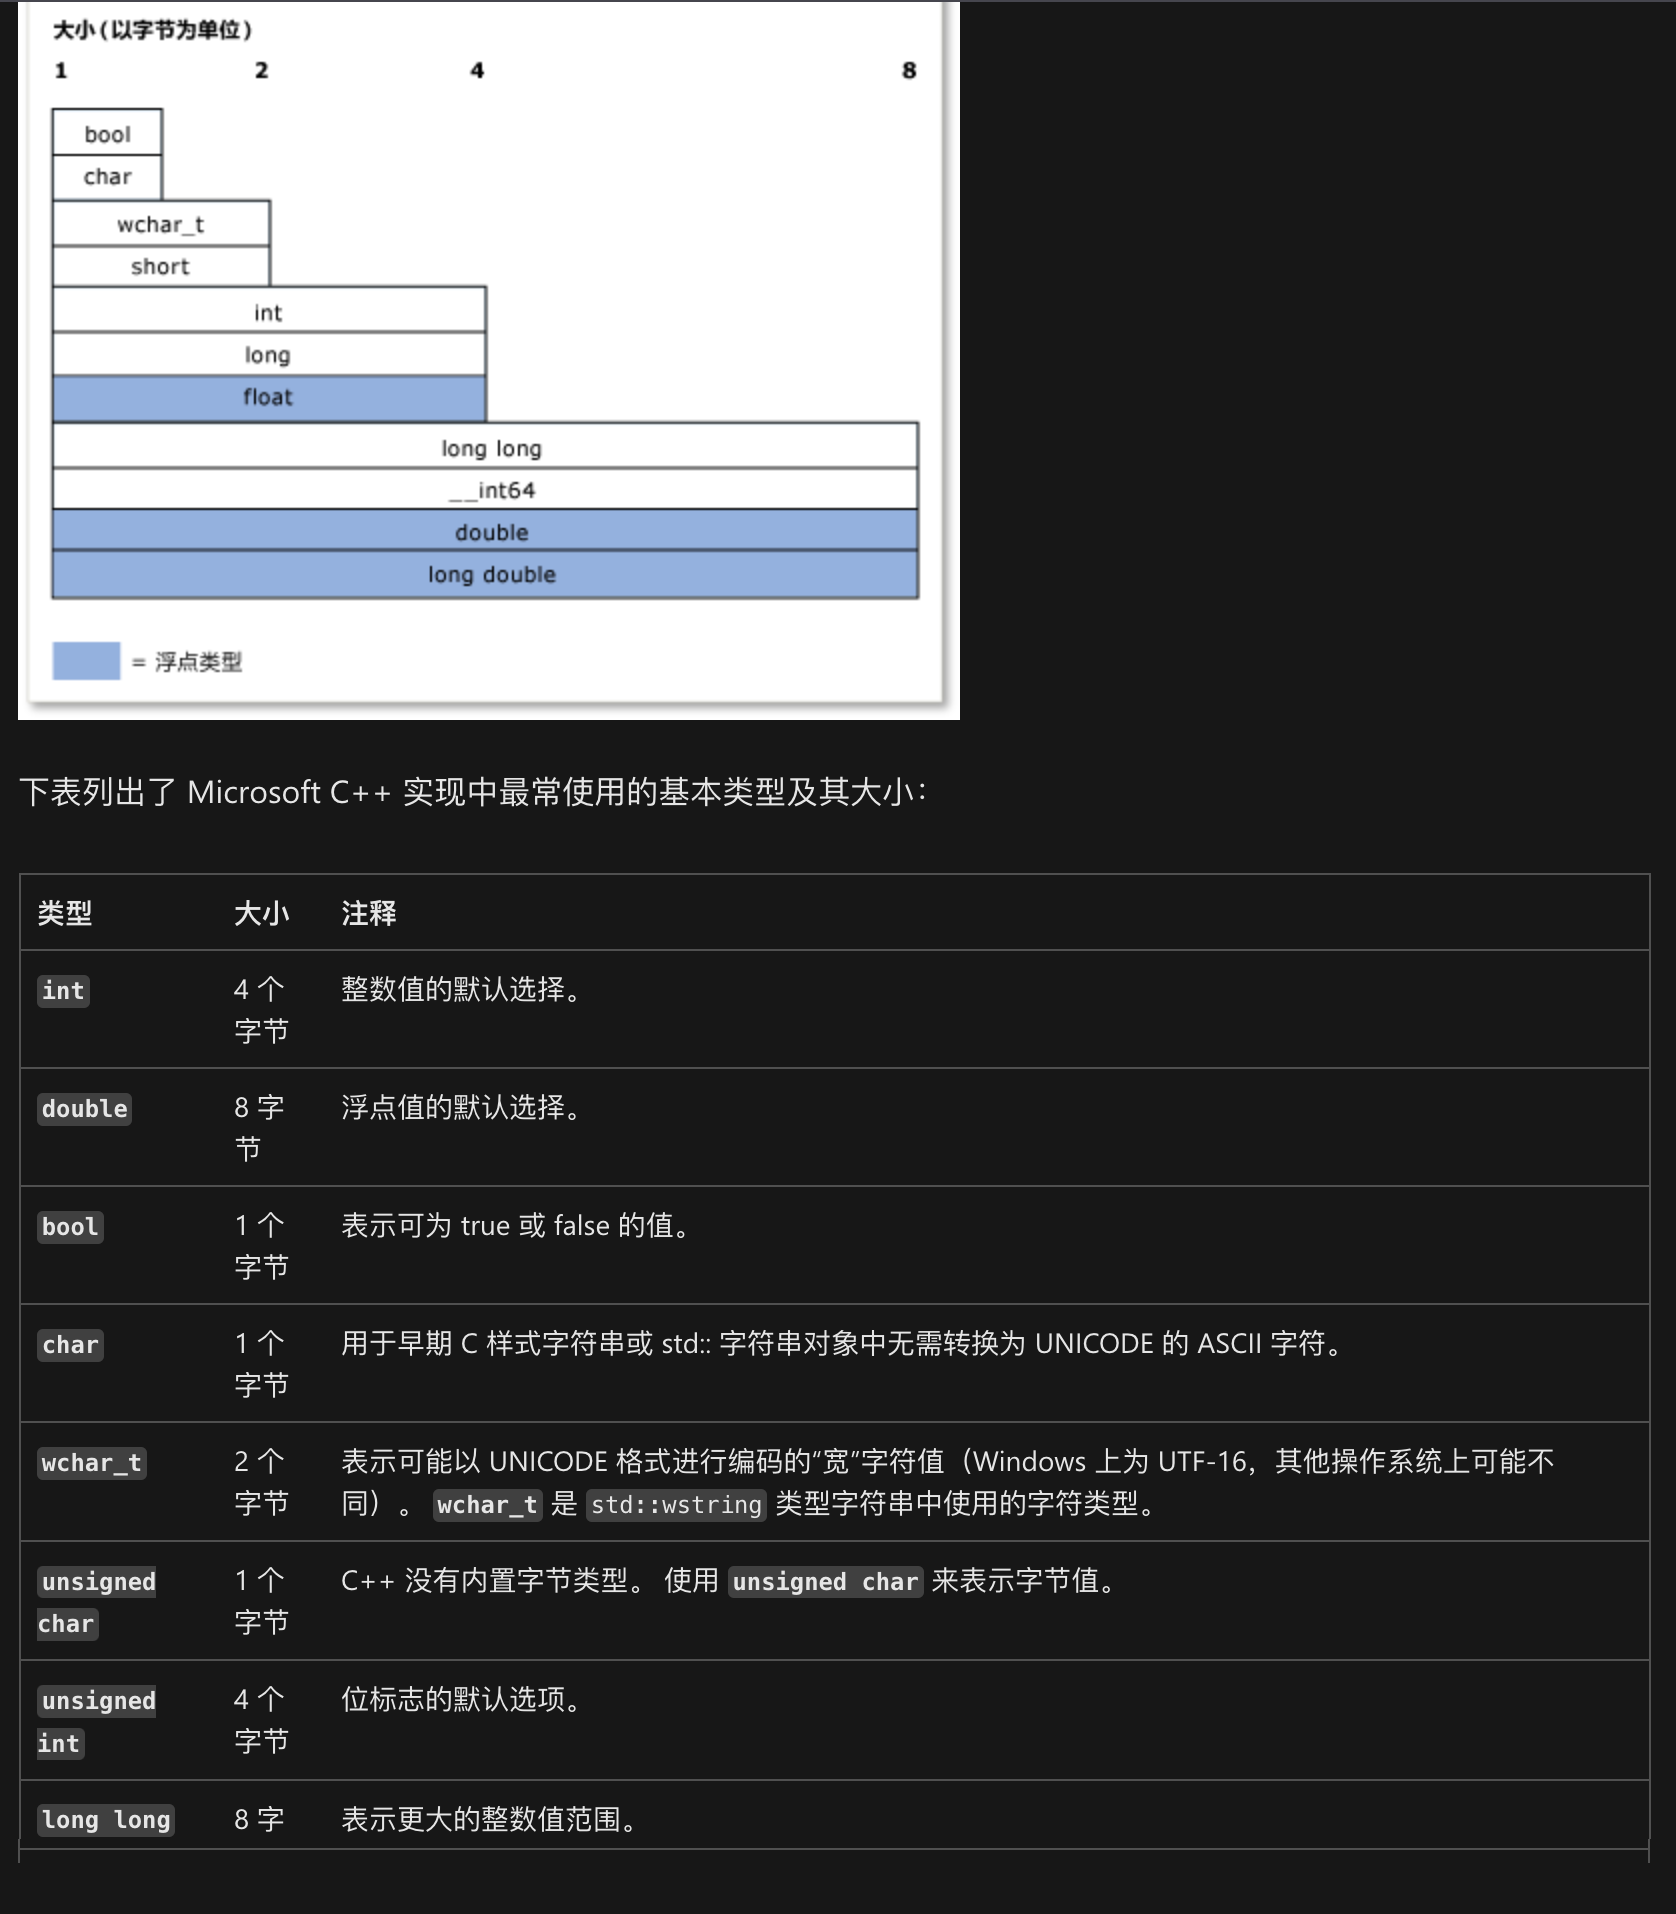 大小(以字节为单位)
1 2 4 8
bool
char
wchar_t
short
int
long
float
long long
__int64
double
long double
= 浮点类型
下表列出了 Microsoft C++ 实现中最常使用的基本类型及其大小：
类型 大小 注释
int 4 个 整数值的默认选择。
字节
double 8 字 浮点值的默认选择。
节
bool 1 个 表示可为 true 或 false 的值。
字节
char 1 个 用于早期 C 样式字符串或 std:: 字符串对象中无需转换为 UNICODE 的 ASCII 字符。
字节
wchar_t 2 个 表示可能以 UNICODE 格式进行编码的“宽”字符值（Windows 上为 UTF-16，其他操作系统上可能不
字节 同）。 wchar_t 是 std::wstring 类型字符串中使用的字符类型。
unsigned 1 个 C++ 没有内置字节类型。 使用 unsigned char 来表示字节值。
char 字节
unsigned 4 个 位标志的默认选项。
int 字节
long long 8 字 表示更大的整数值范围。